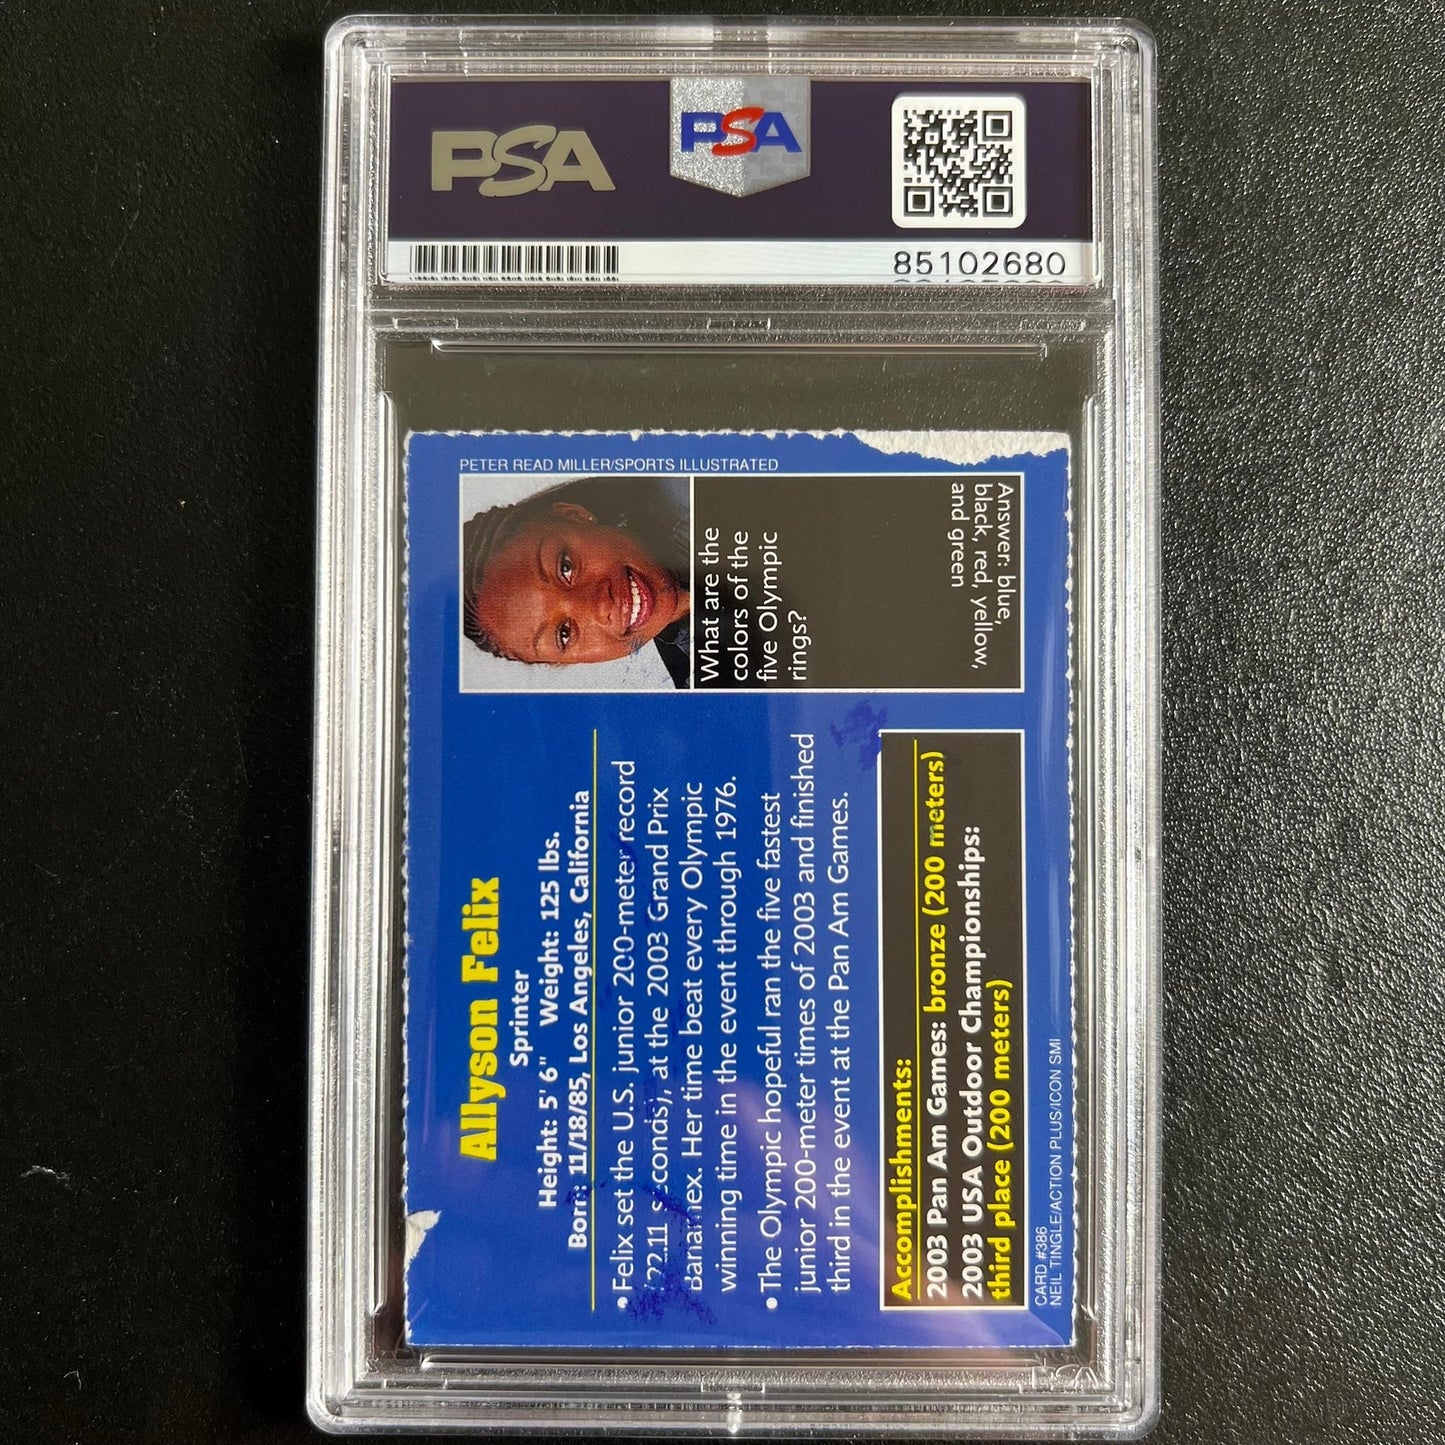 PSA
PSA
85102680
PETER READ MILLER/SPORTS ILLUSTRATED
What are the
colors of the
five Olympic
rings?
Answer: blue,
black, red, yellow,
and green
Allyson Felix
Sprinter
Height: 5' 6" Weight: 125 lbs.
Born: 11/18/85, Los Angeles, California
• Felix set the U.S. junior 200-meter record
(22.11 seconds), at the 2003 Grand Prix
Banamex. Her time beat every Olympic
winning time in the event through 1976.
• The Olympic hopeful ran the five fastest
junior 200-meter times of 2003 and finished
third in the event at the Pan Am Games.
Accomplishments:
2003 Pan Am Games: bronze (200 meters)
2003 USA Outdoor Championships:
third place (200 meters)
CARD #386
NEIL TINGLE/ACTION PLUS/ICON SMI